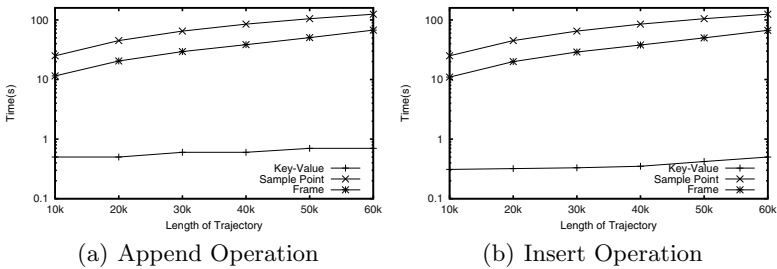 100
10
1
0.1
Time(s)
10k 20k 30k 40k 50k 60k
Length of Trajectory
Key-Value
Sample Point
Frame
(a) Append Operation
100
10
1
0.1
Time(s)
10k 20k 30k 40k 50k 60k
Length of Trajectory
Key-Value
Sample Point
Frame
(b) Insert Operation